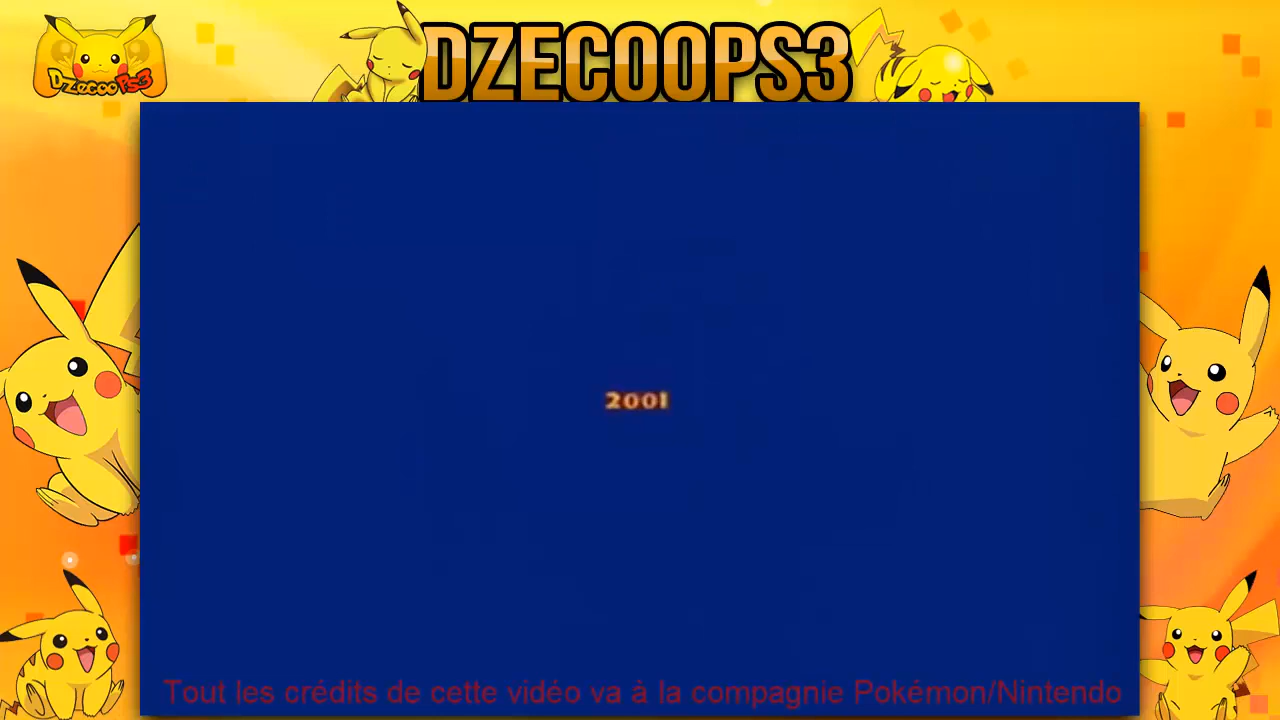 DzecooPS3
DZECOOPS3
2001
Tout les crédits de cette vidéo va à la compagnie Pokémon/Nintendo